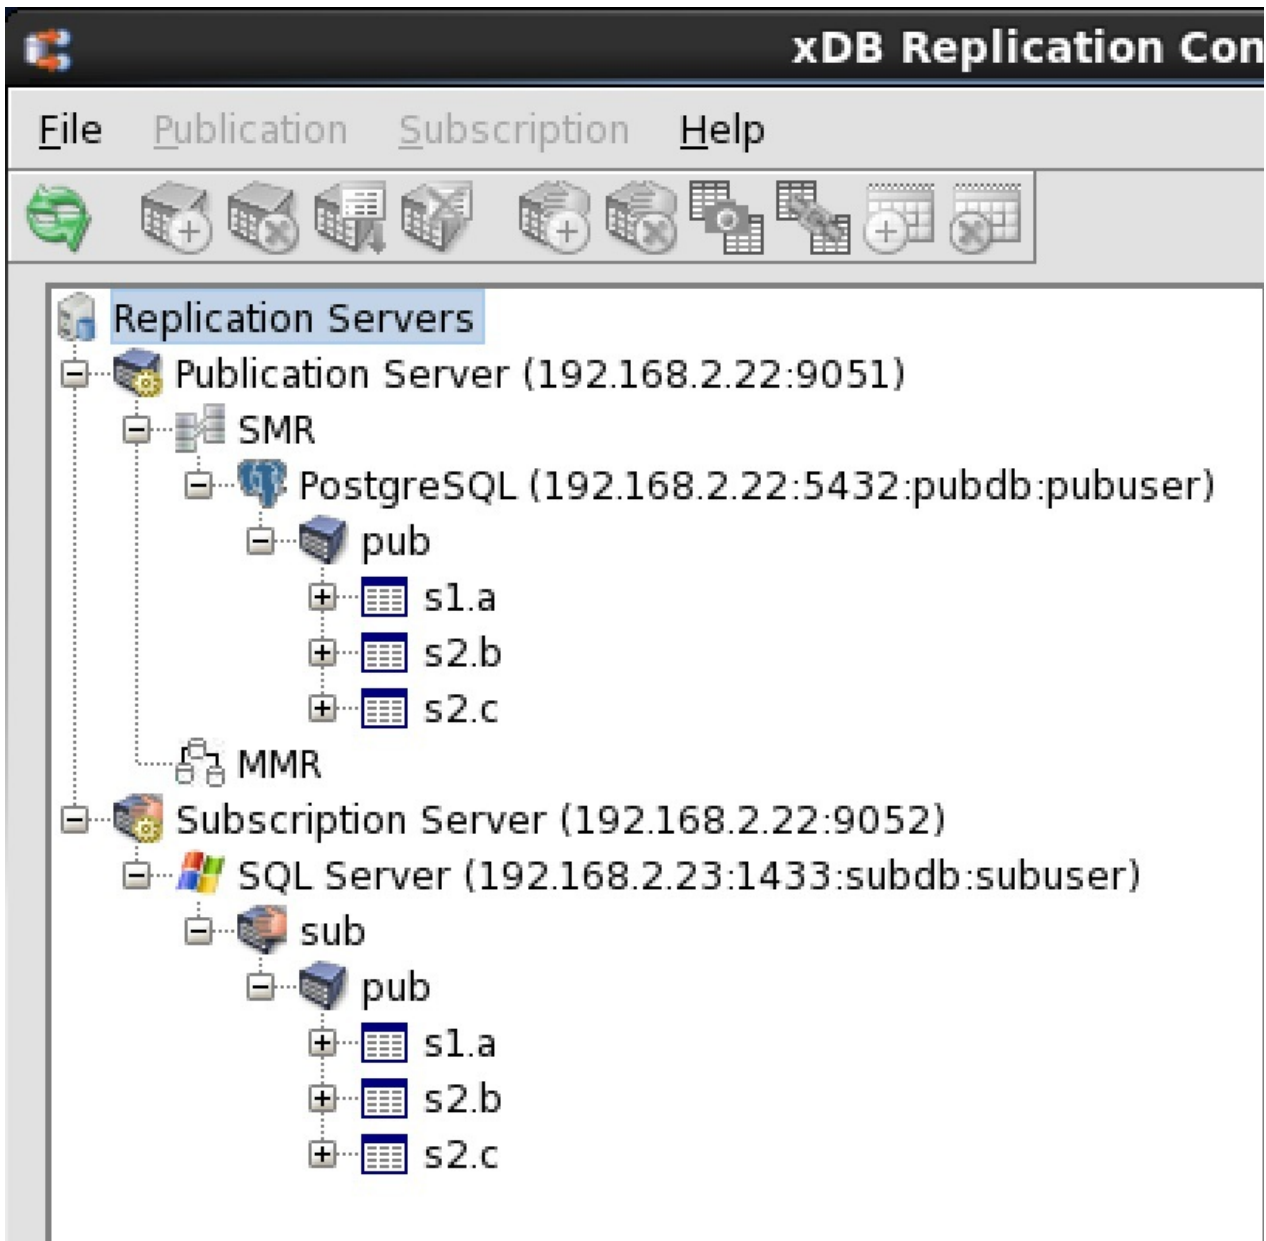 xDB Replication Con
File Publication Subscription Help
Replication Servers
Publication Server (192.168.2.22:9051)
SMR
PostgreSQL (192.168.2.22:5432:pubdb:pubuser)
pub
s1.a
s2.b
s2.c
MMR
Subscription Server (192.168.2.22:9052)
SQL Server (192.168.2.23:1433:subdb:subuser)
sub
pub
s1.a
s2.b
s2.c